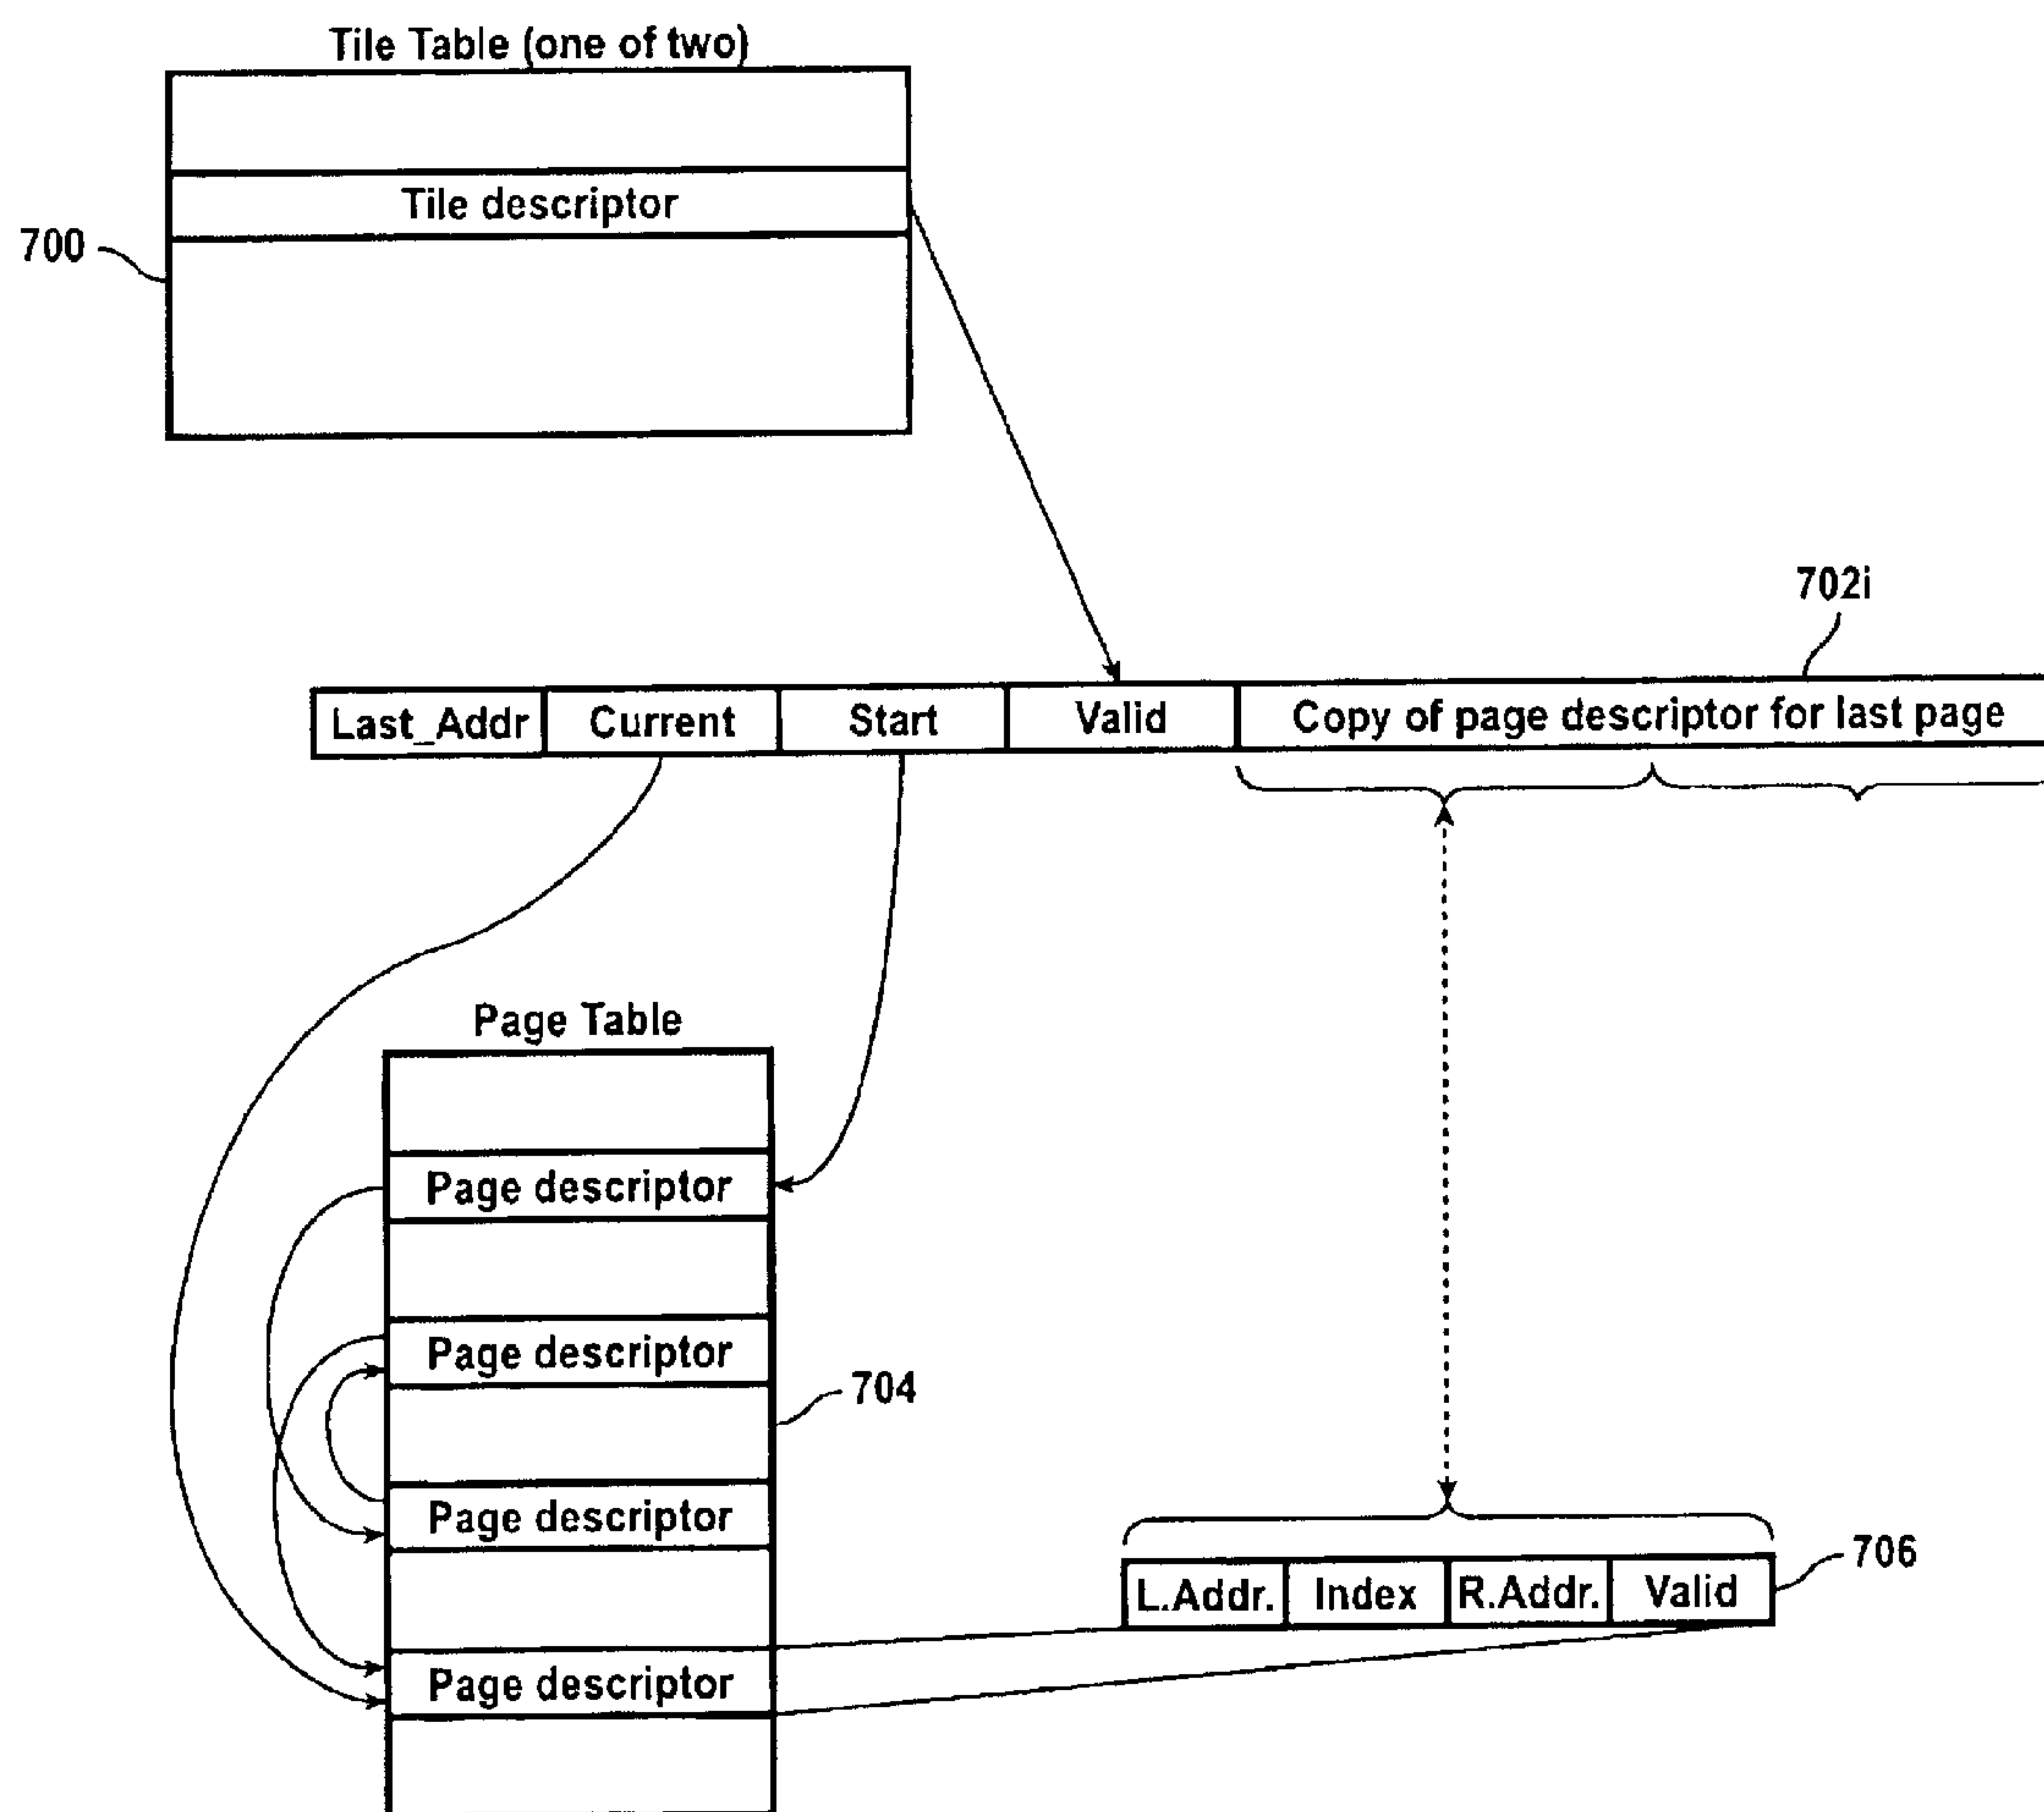 Tile Table (one of two)
Tile descriptor
700
702i
Last_Addr
Current
Start
Valid
Copy of page descriptor for last page
Page Table
Page descriptor
Page descriptor
704
Page descriptor
706
L.Addr.
Index
R.Addr.
Valid
Page descriptor